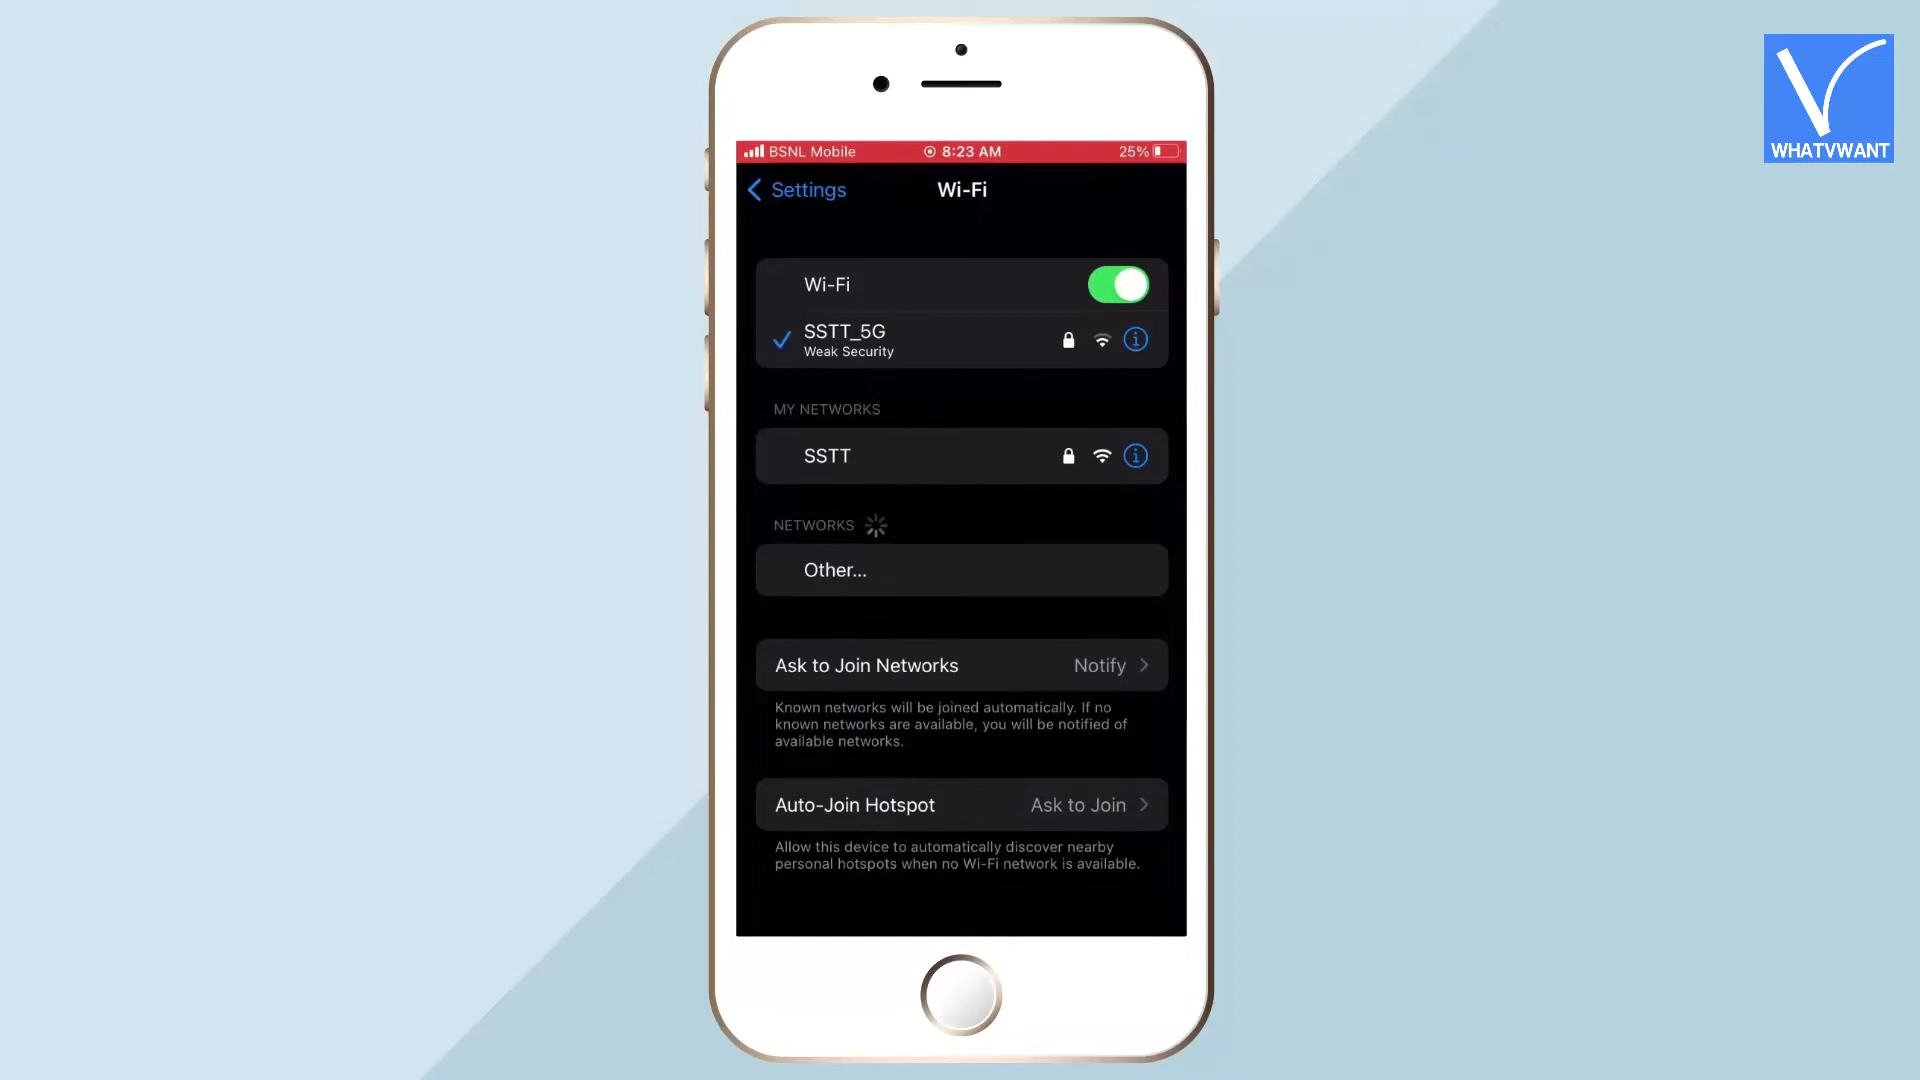 BSNL Mobile 8:23 AM 25%
WHATVWANT
Settings Wi-Fi
Wi-Fi
SSTT_5G
Weak Security
MY NETWORKS
SSTT
NETWORKS
Other...
Ask to Join Networks Notify
Known networks will be joined automatically. If no
known networks are available, you will be notified of
available networks.
Auto-Join Hotspot Ask to Join
Allow this device to automatically discover nearby
personal hotspots when no Wi-Fi network is available.